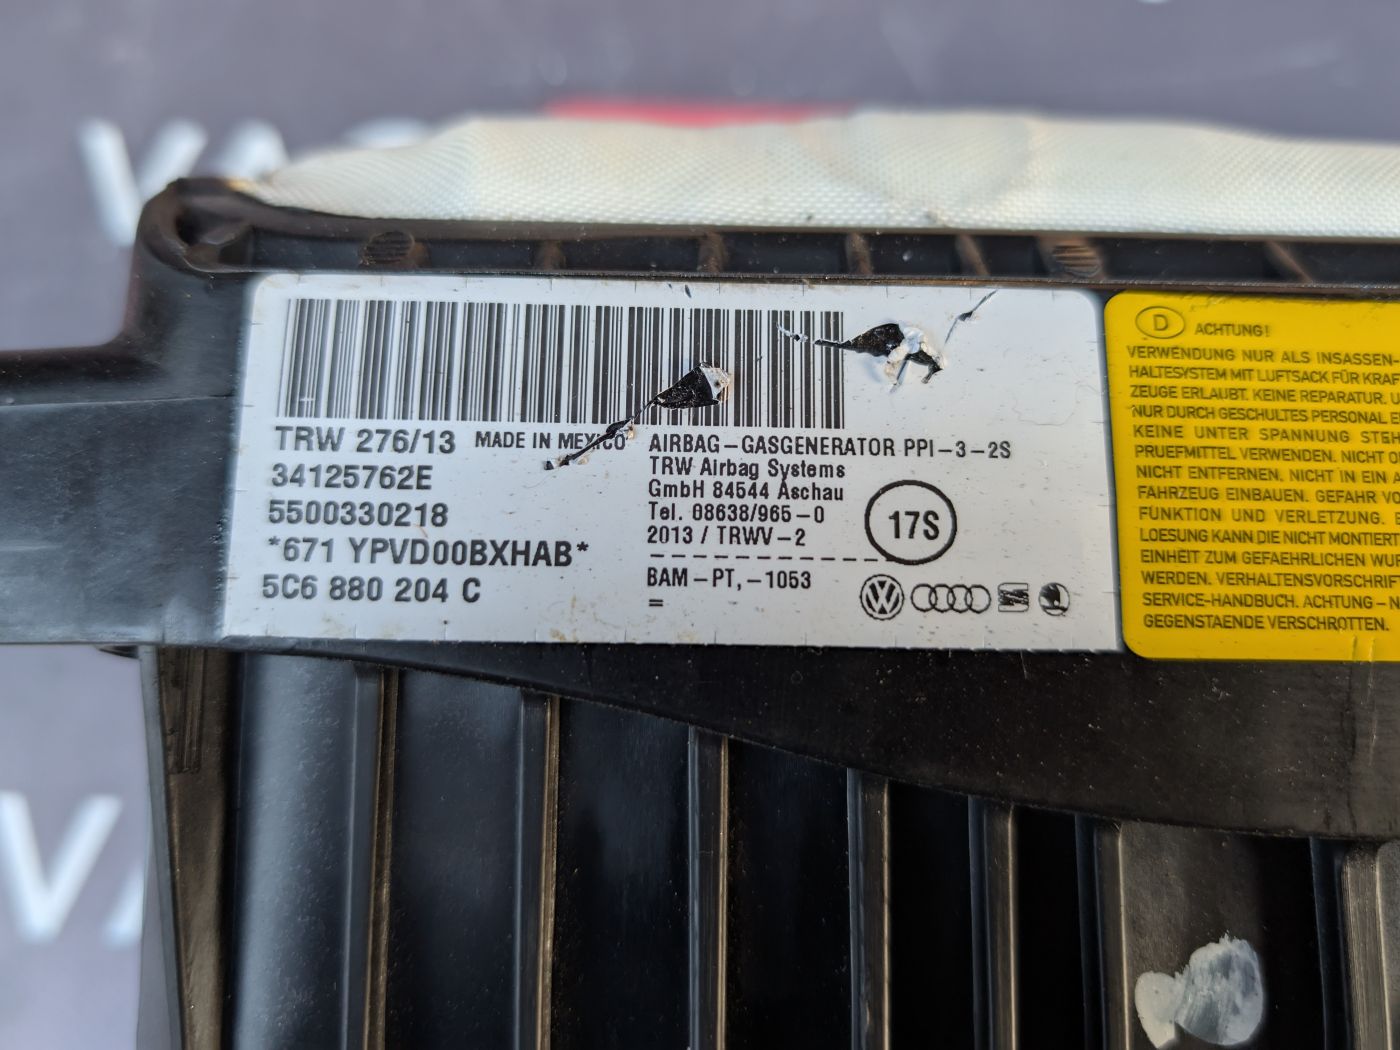 TRW 276/13 MADE IN MEXICO
34125762E
5500330218
*671 YPVD00BXHAB*
5C6 880 204 C
AIRBAG-GASGENERATOR PPI-3-2S
TRW Airbag Systems
GmbH 84544 Aschau
Tel. 08638/965-0
2013 / TRWV-2
BAM-PT,-1053
=
17S
D ACHTUNG!
VERWENDUNG NUR ALS INSASSEN-
HALTESYSTEM MIT LUFTSACK FÜR KRAF
ZEUGE ERLAUBT. KEINE REPARATUR.
NUR DURCH GESCHULTES PERSONAL
KEINE UNTER SPANNUNG STEH
PRUEFMITTEL VERWENDEN. NICHT
NICHT ENTFERNEN. NICHT IN EIN
FAHRZEUG EINBAUEN. GEFAHR
FUNKTION UND VERLETZUNG.
LOESUNG KANN DIE NICHT MONTIERT
EINHEIT ZUM GEFAEHRLICHEN
WERDEN. VERHALTENSVORSCHRIF
SERVICE-HANDBUCH. ACHTUNG-
GEGENSTAENDE VERSCHROTTEN.